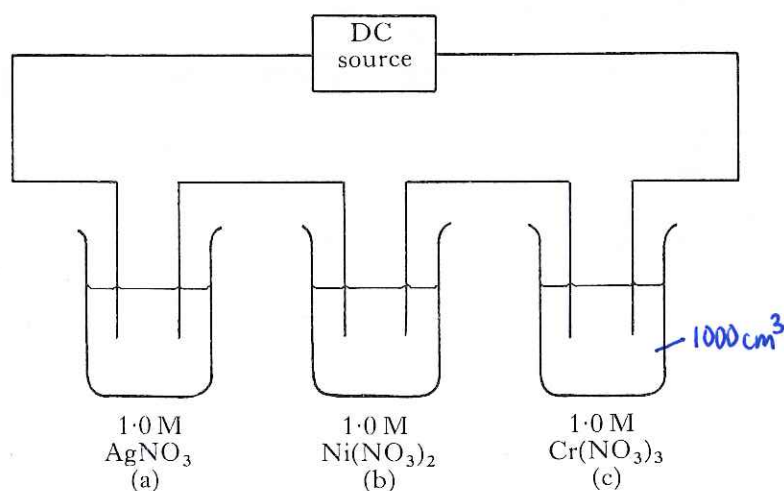 DC
source
1000 cm³
1·0 M
AgNO₃
(a)
1·0 M
Ni(NO₃)₂
(b)
1·0 M
Cr(NO₃)₃
(c)